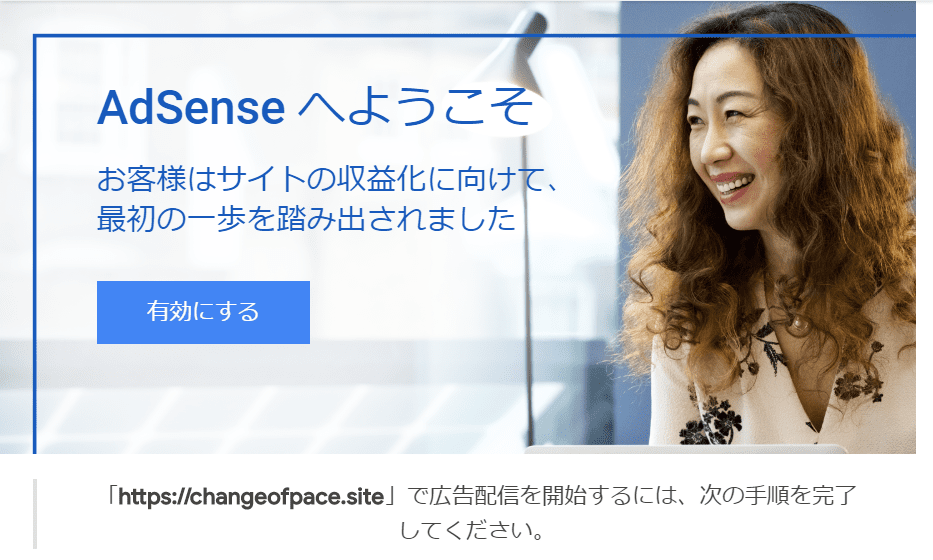 AdSense へようこそ
お客様はサイトの収益化に向けて、
最初の一歩を踏み出されました
有効にする
「https://changeofpace.site」で広告配信を開始するには、次の手順を完了
してください。